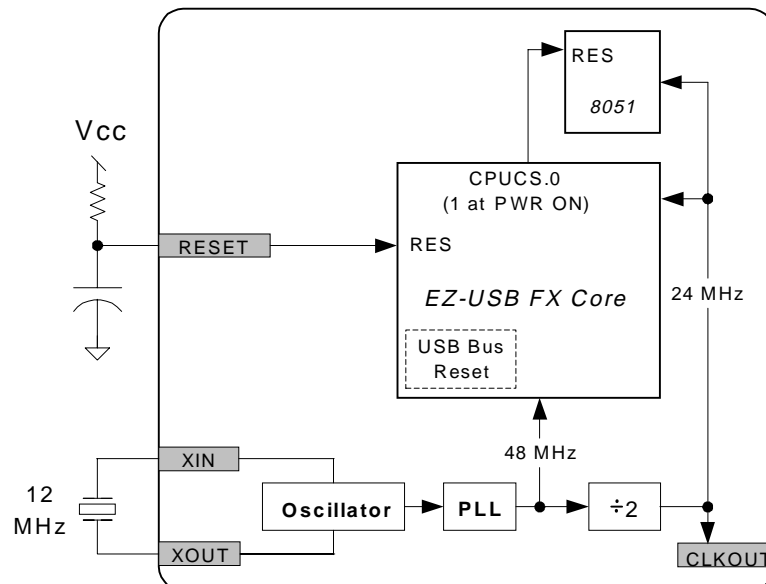 RES
8051
Vcc
CPUCS.0
(1 at PWR ON)
RESET
RES
EZ-USB FX Core
24 MHz
USB Bus
Reset
48 MHz
XIN
12
MHz
Oscillator
PLL
÷2
XOUT
CLKOUT